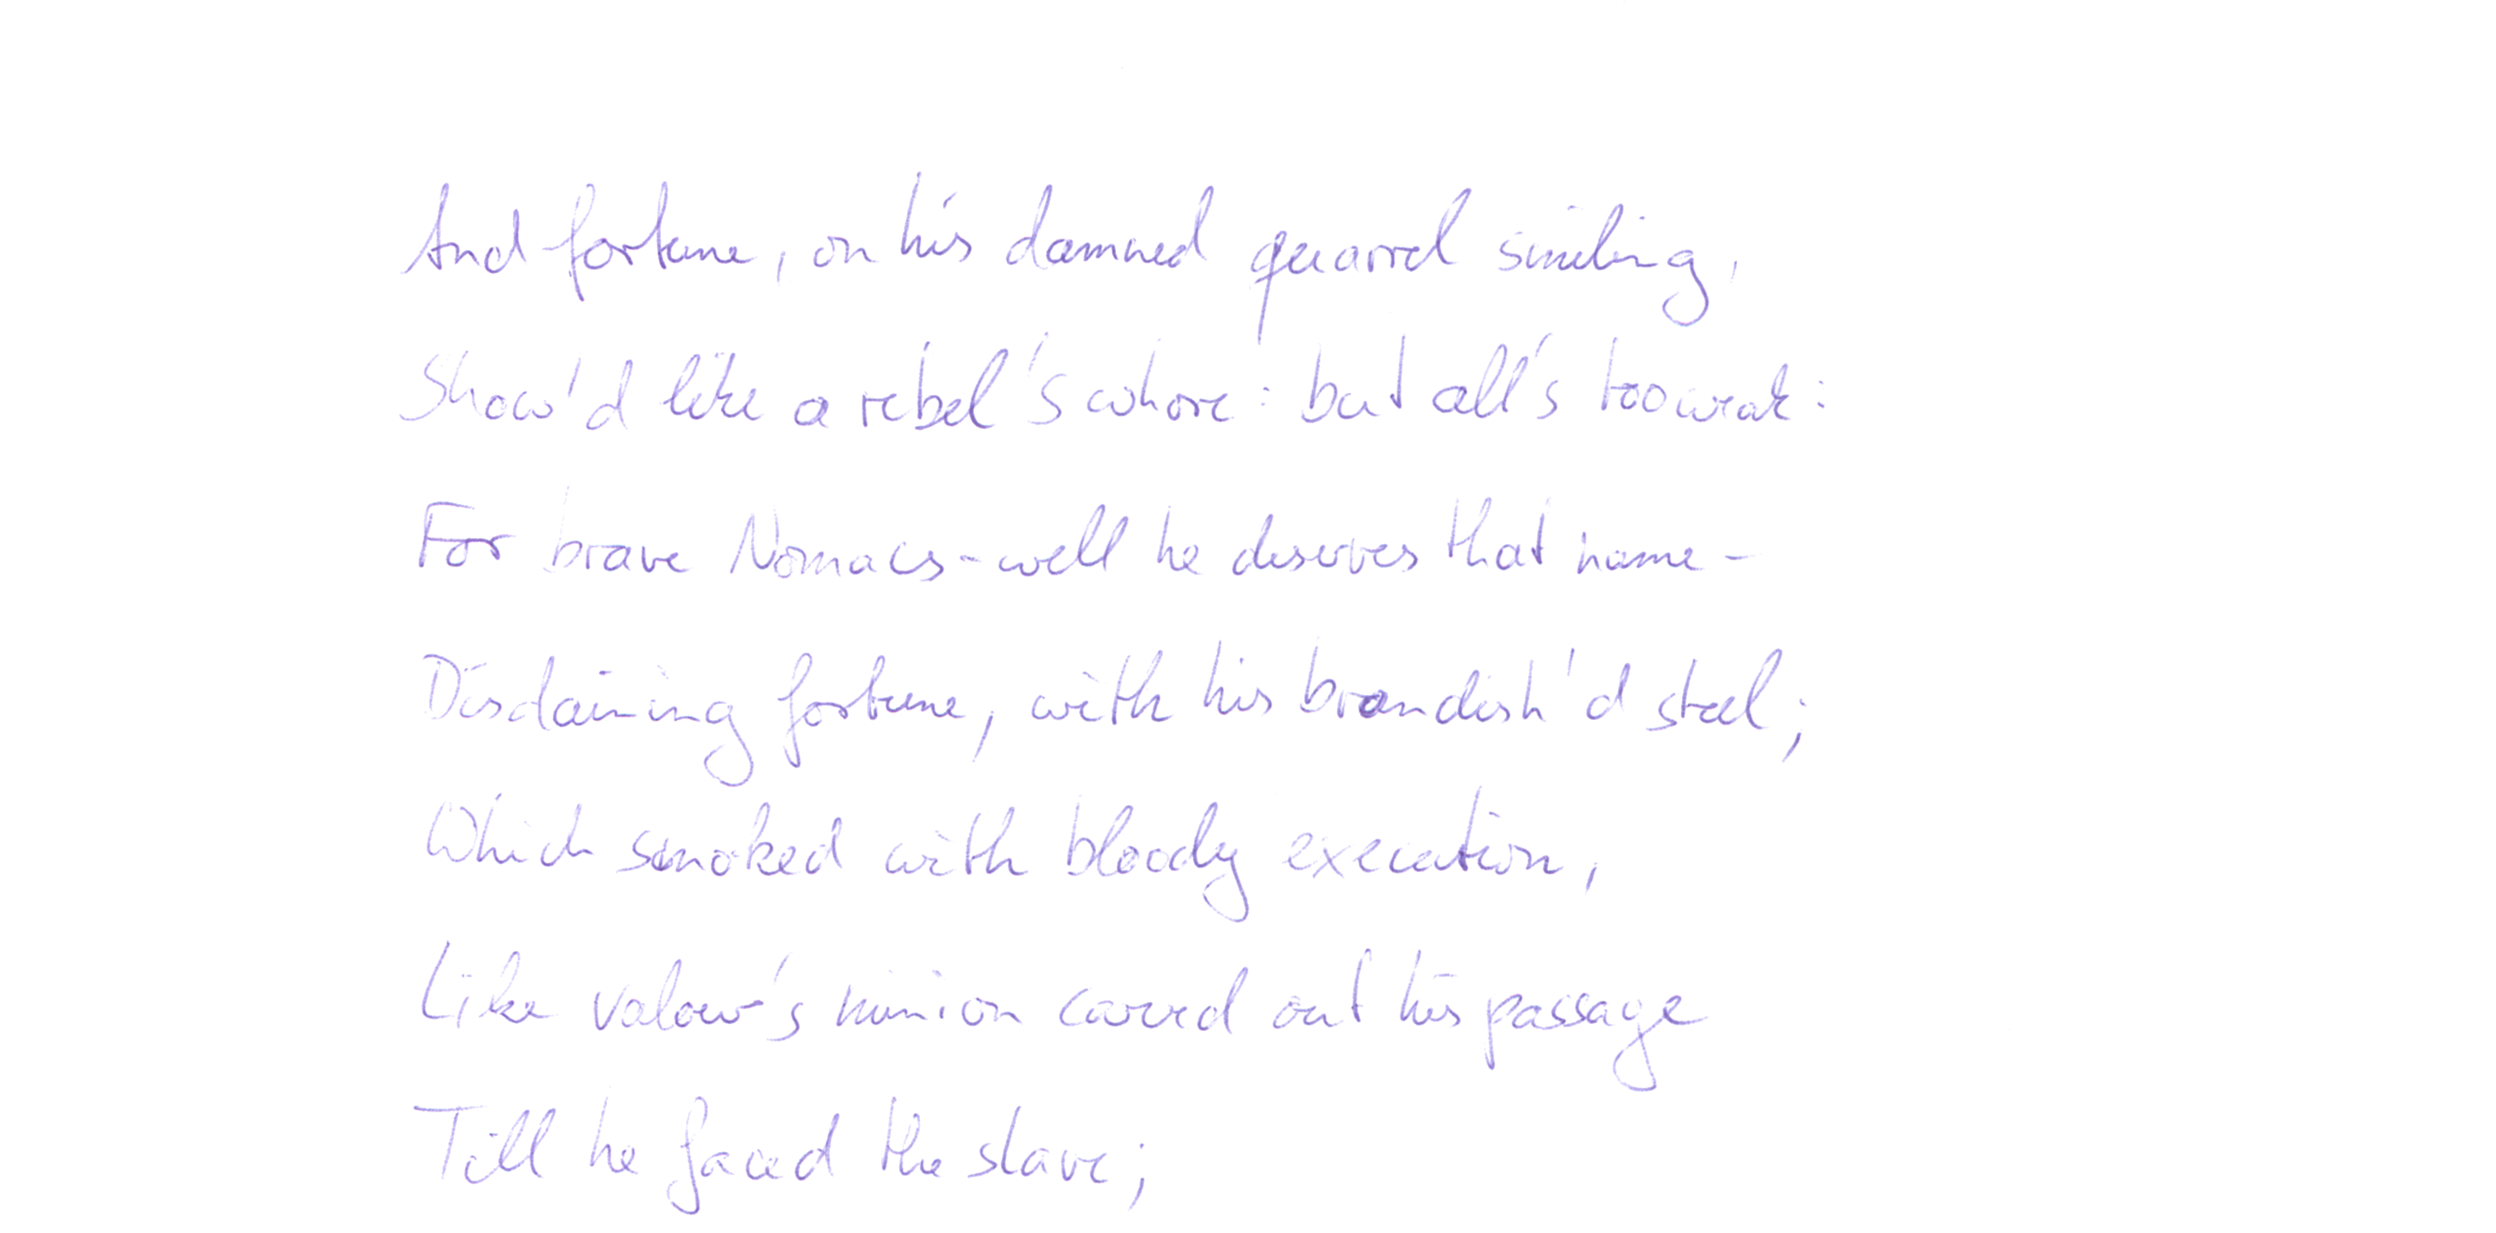 And fortune, on his damned quarrel smiling,
Show'd like a rebel's whore: but all's too weak:
For brave Nomacs - well he deserves that name -
Disdaining fortune, with his brandish'd steel;
Which smoked with bloody execution,
Like valour's minion carved out his passage
Till he faced the slave;